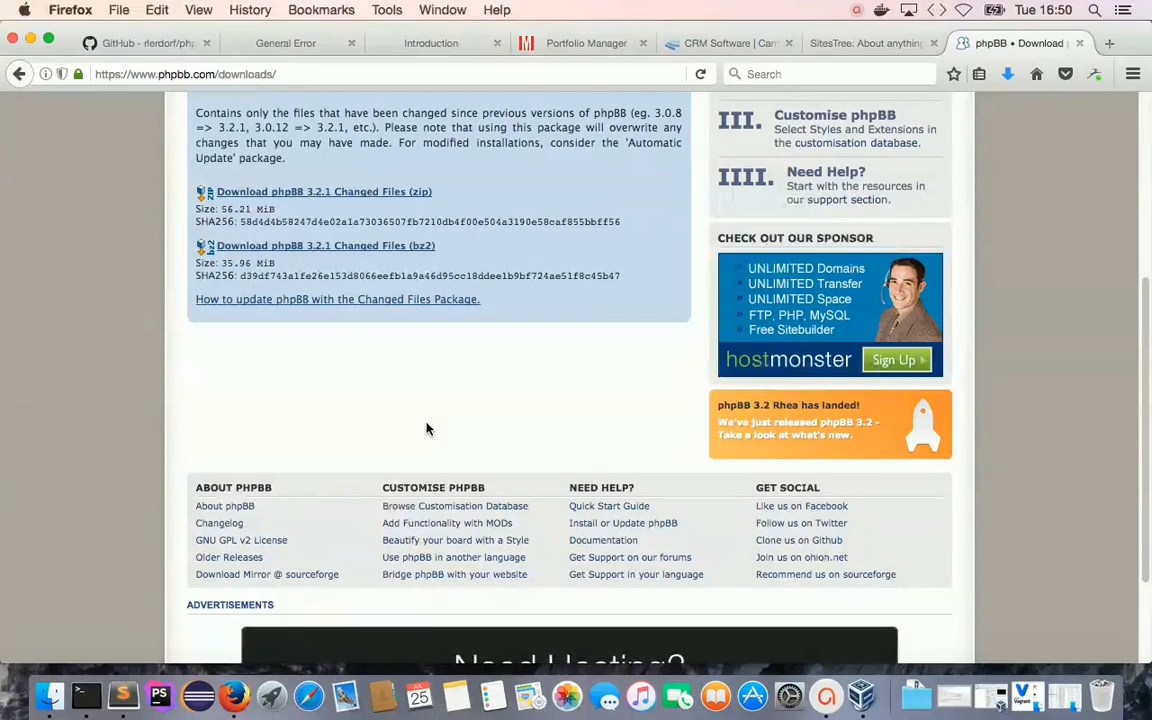 Firefox File Edit View History Bookmarks Tools Window Help Tue 16:50
GitHub - rlerdorf/php
General Error
Introduction
Portfolio Manager
CRM Software | Cam
SitesTree: About anything
phpBB • Download
https://www.phpbb.com/downloads/
Search
Contains only the files that have been changed since previous versions of phpBB (eg. 3.0.8
=> 3.2.1, 3.0.12 => 3.2.1, etc.). Please note that using this package will overwrite any
changes that you may have made. For modified installations, consider the 'Automatic
Update' package.
Download phpBB 3.2.1 Changed Files (zip)
Size: 56.21 MiB
SHA256: 58d4d4b58247d4e02a1a73036507fb7210db4f00e504a3190e58caf855bbff56
Download phpBB 3.2.1 Changed Files (bz2)
Size: 35.96 MiB
SHA256: d39df743a1fe26e153d8066eefb1a9a46d95cc18ddee1b9bf724ae51f8c45b47
How to update phpBB with the Changed Files Package.
III. Customise phpBB
Select Styles and Extensions in
the customisation database.
IIII. Need Help?
Start with the resources in
our support section.
CHECK OUT OUR SPONSOR
» UNLIMITED Domains
» UNLIMITED Transfer
» UNLIMITED Space
» FTP, PHP, MySQL
» Free Sitebuilder
hostmonster Sign Up
phpBB 3.2 Rhea has landed!
We've just released phpBB 3.2 -
Take a look at what's new.
ABOUT PHPBB
About phpBB
Changelog
GNU GPL v2 License
Older Releases
Download Mirror @ sourceforge
CUSTOMISE PHPBB
Browse Customisation Database
Add Functionality with MODs
Beautify your board with a Style
Use phpBB in another language
Bridge phpBB with your website
NEED HELP?
Quick Start Guide
Install or Update phpBB
Documentation
Get Support on our forums
Get Support in your language
GET SOCIAL
Like us on Facebook
Follow us on Twitter
Clone us on Github
Join us on ohloh.net
Recommend us on sourceforge
ADVERTISEMENTS
Need Hosting?
PS
25
Vagrant